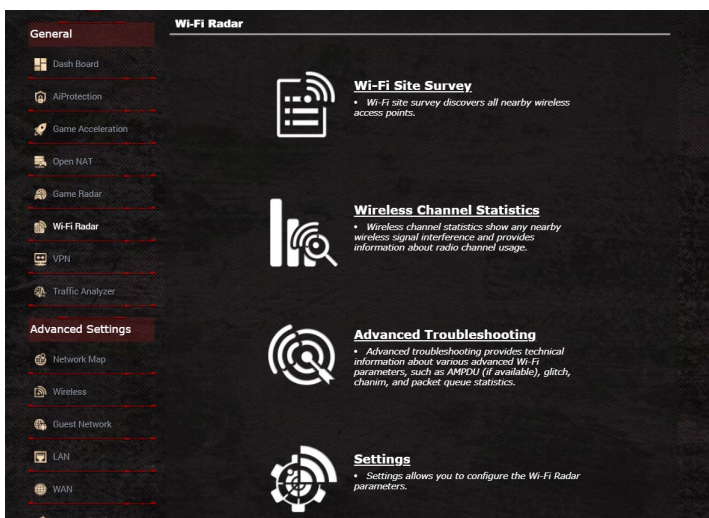 Wi-Fi Radar
General
Dash Board
AiProtection
Game Acceleration
Open NAT
Game Radar
Wi-Fi Radar
VPN
Traffic Analyzer
Advanced Settings
Network Map
Wireless
Guest Network
LAN
WAN
Wi-Fi Site Survey
• Wi-Fi site survey discovers all nearby wireless
access points.
Wireless Channel Statistics
• Wireless channel statistics show any nearby
wireless signal interference and provides
information about radio channel usage.
Advanced Troubleshooting
• Advanced troubleshooting provides technical
information about various advanced Wi-Fi
parameters, such as AMPDU (if available), glitch,
chanim, and packet queue statistics.
Settings
• Settings allows you to configure the Wi-Fi Radar
parameters.